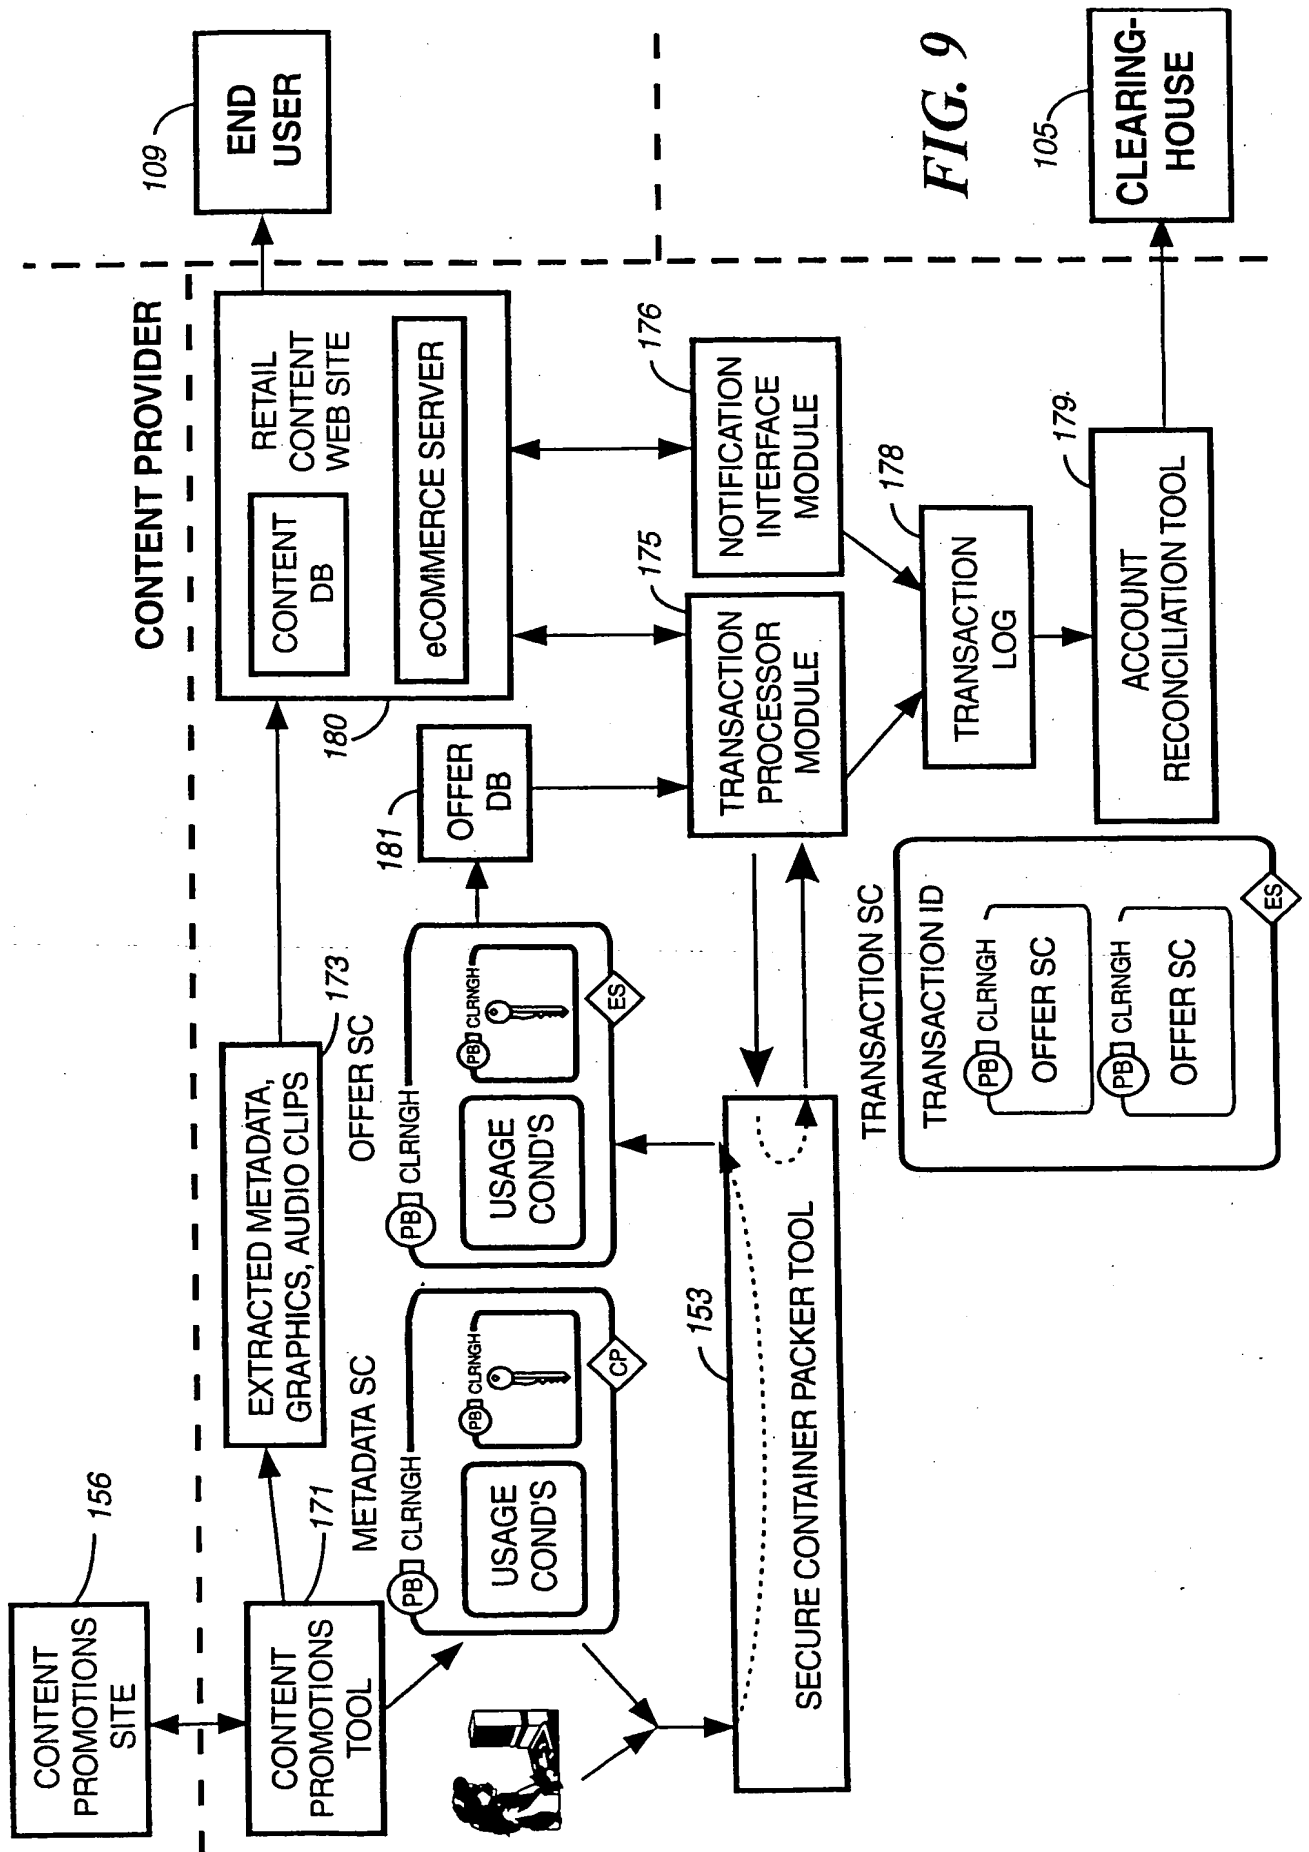 156
CONTENT
PROMOTIONS
SITE
CONTENT PROVIDER
109
END
USER
171
CONTENT
PROMOTIONS
TOOL
173
EXTRACTED METADATA,
GRAPHICS, AUDIO CLIPS
RETAIL
CONTENT
WEB SITE
CONTENT
DB
eCOMMERCE SERVER
180
METADATA SC
PB CLRNGH
USAGE
COND'S
PB CLRNGH
CP
OFFER SC
PB CLRNGH
USAGE
COND'S
PB CLRNGH
ES
181
OFFER
DB
153
SECURE CONTAINER PACKER TOOL
175
TRANSACTION
PROCESSOR
MODULE
176
NOTIFICATION
INTERFACE
MODULE
178
TRANSACTION
LOG
179
ACCOUNT
RECONCILIATION TOOL
TRANSACTION SC
TRANSACTION ID
PB CLRNGH
OFFER SC
PB CLRNGH
OFFER SC
ES
FIG. 9
105
CLEARING-
HOUSE